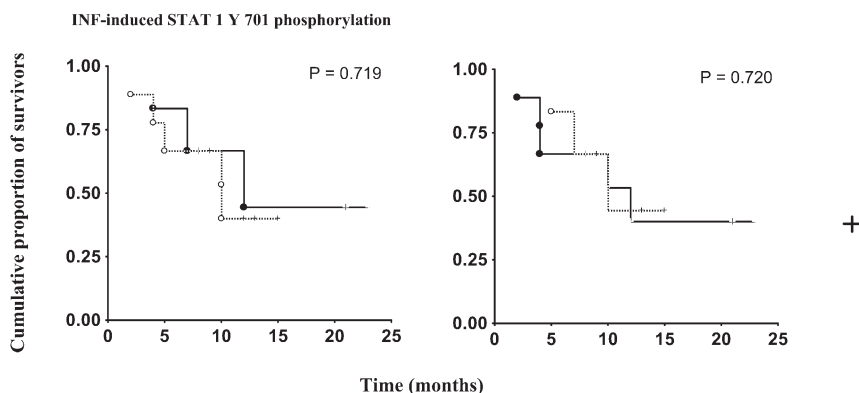 INF-induced STAT 1 Y 701 phosphorylation
Cumulative proportion of survivors
1.00
0.75
0.50
0.25
0.00
0 5 10 15 20 25
P = 0.719
1.00
0.75
0.50
0.25
0.00
0 5 10 15 20 25
P = 0.720
+
Time (months)